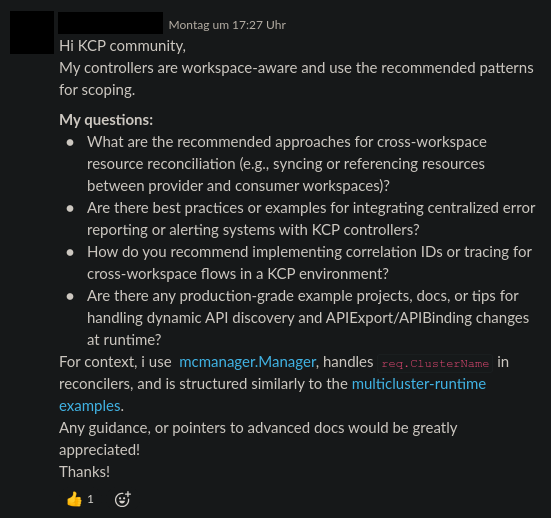 Montag um 17:27 Uhr
Hi KCP community,
My controllers are workspace-aware and use the recommended patterns
for scoping.
My questions:
● What are the recommended approaches for cross-workspace
resource reconciliation (e.g., syncing or referencing resources
between provider and consumer workspaces)?
● Are there best practices or examples for integrating centralized error
reporting or alerting systems with KCP controllers?
● How do you recommend implementing correlation IDs or tracing for
cross-workspace flows in a KCP environment?
● Are there any production-grade example projects, docs, or tips for
handling dynamic API discovery and APIExport/APIBinding changes
at runtime?
For context, i use mcmanager.Manager, handles req.ClusterName in
reconcilers, and is structured similarly to the multicluster-runtime
examples.
Any guidance, or pointers to advanced docs would be greatly
appreciated!
Thanks!
👍 1